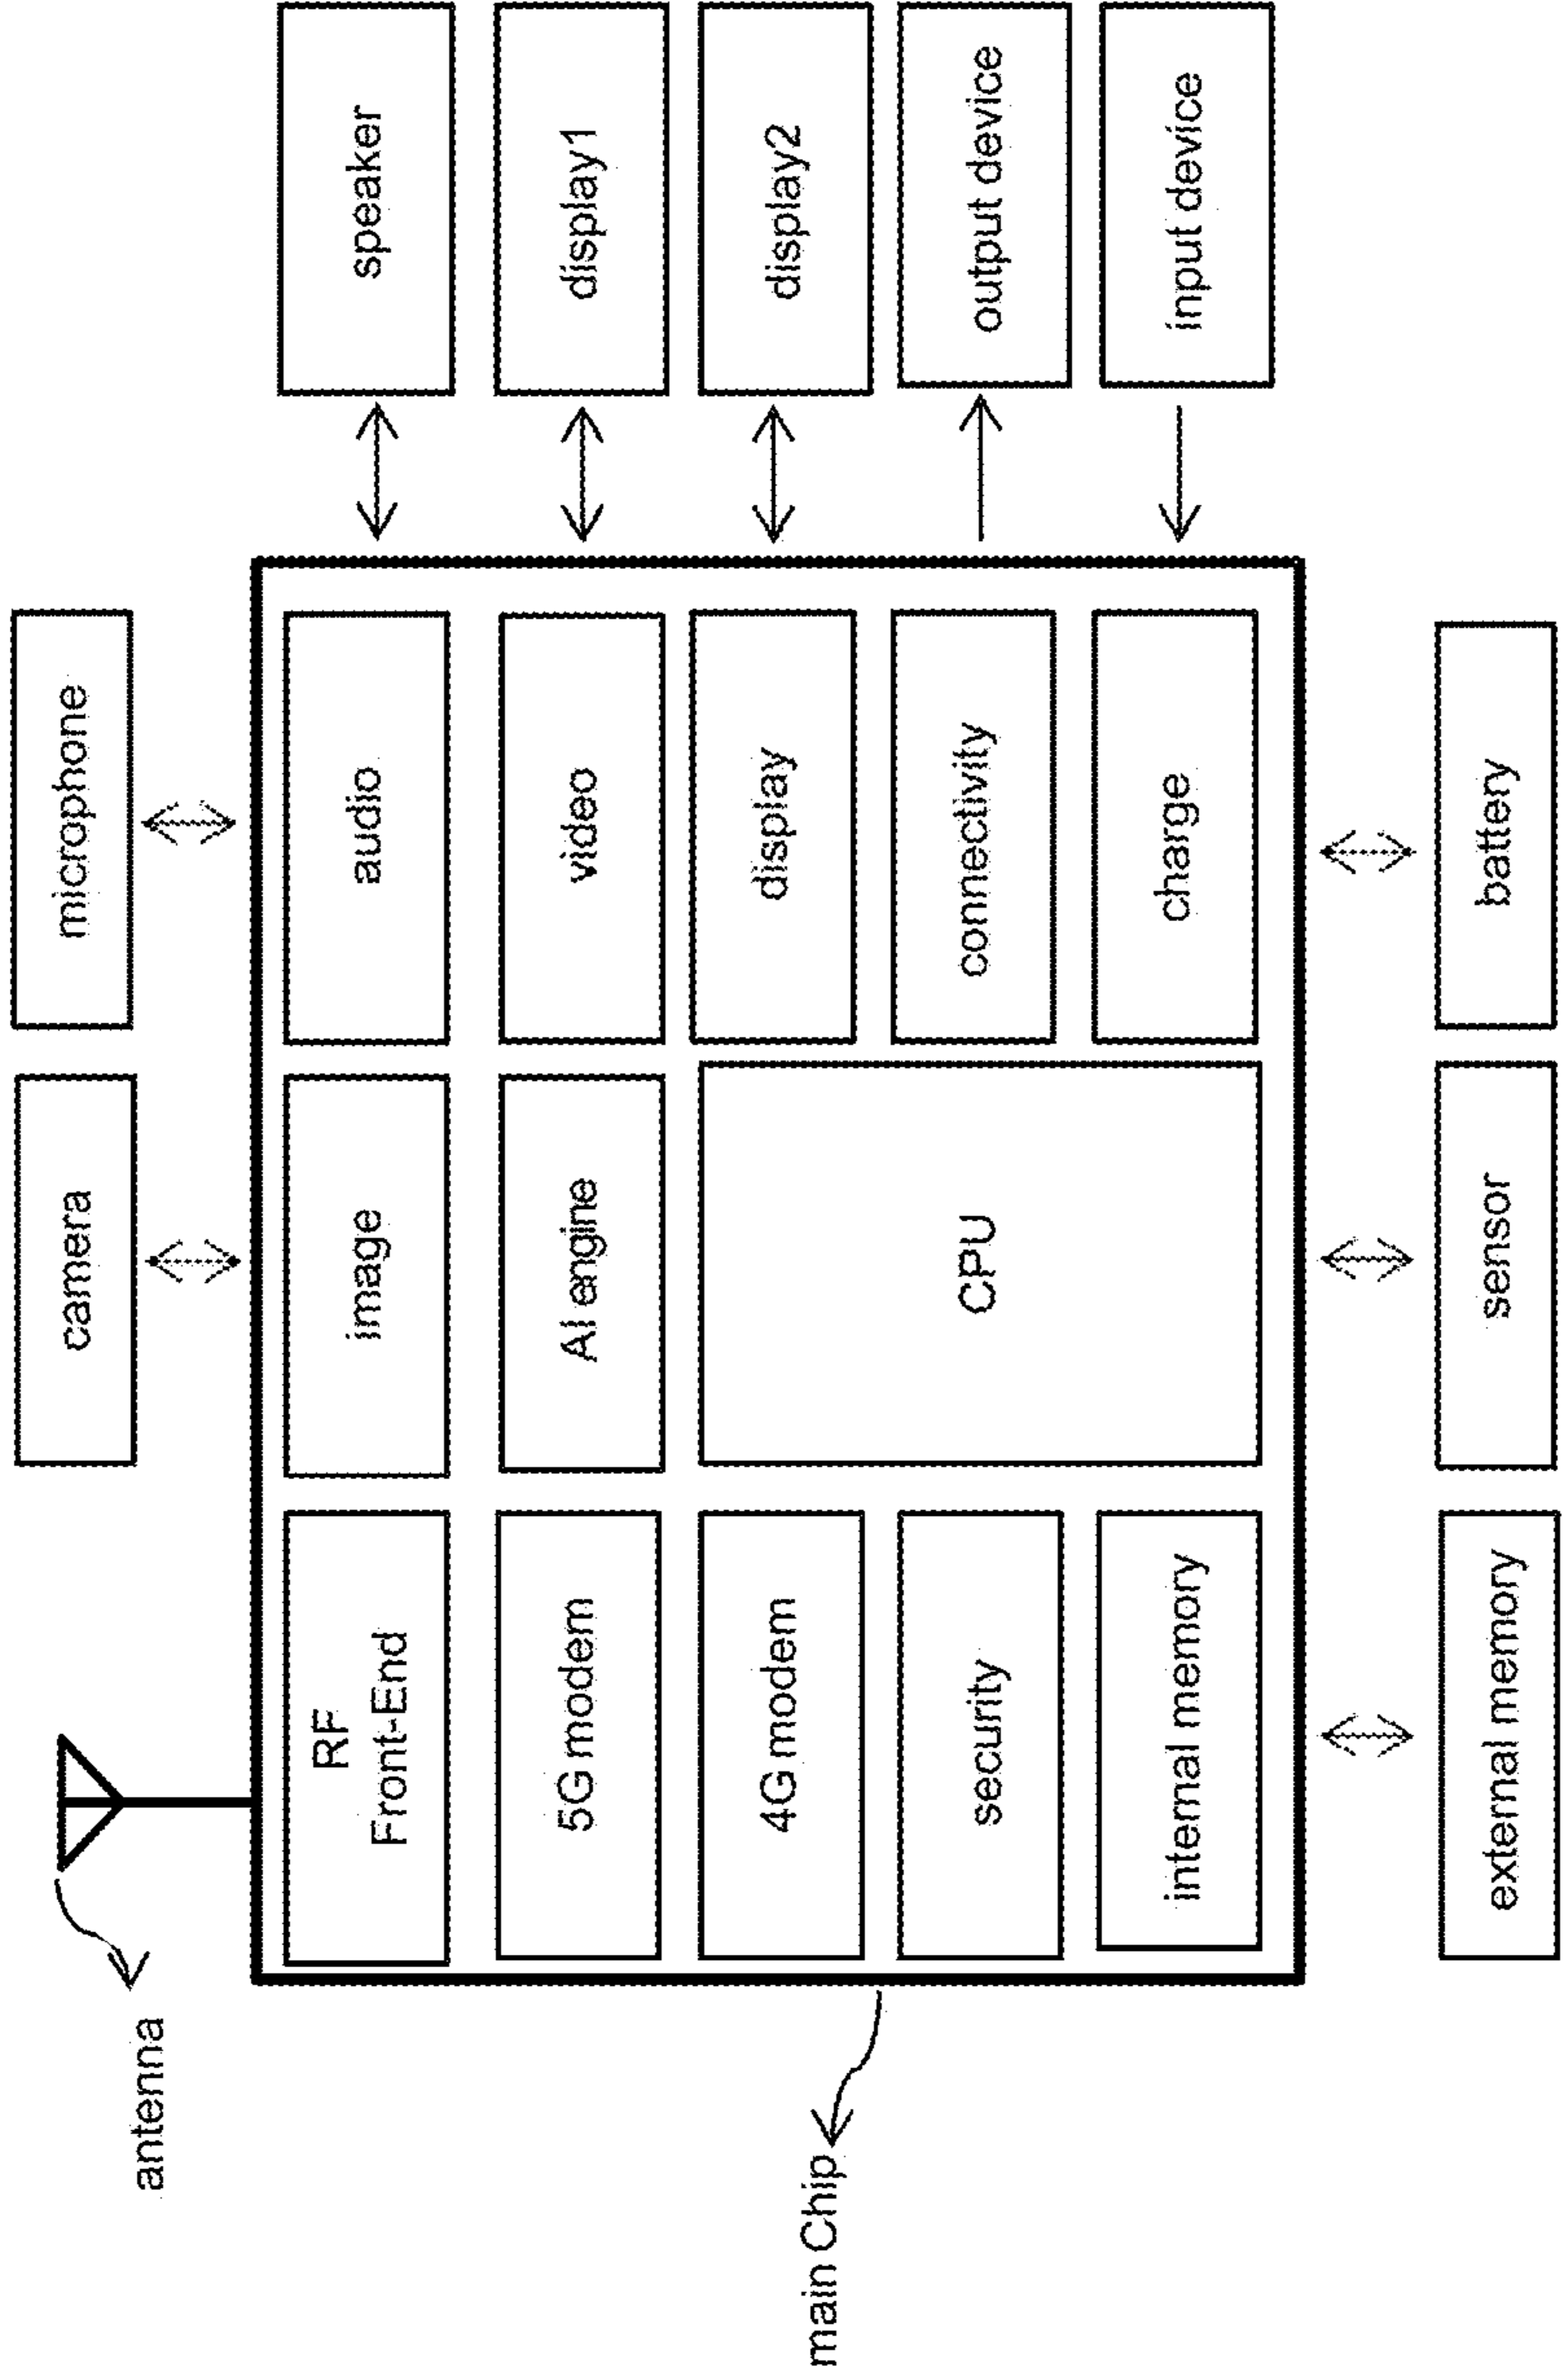 antenna
camera
microphone
RF
Front-End
image
audio
speaker
5G modem
AI engine
video
display1
4G modem
CPU
display
display2
security
connectivity
output device
internal memory
charge
input device
main Chip
external memory
sensor
battery